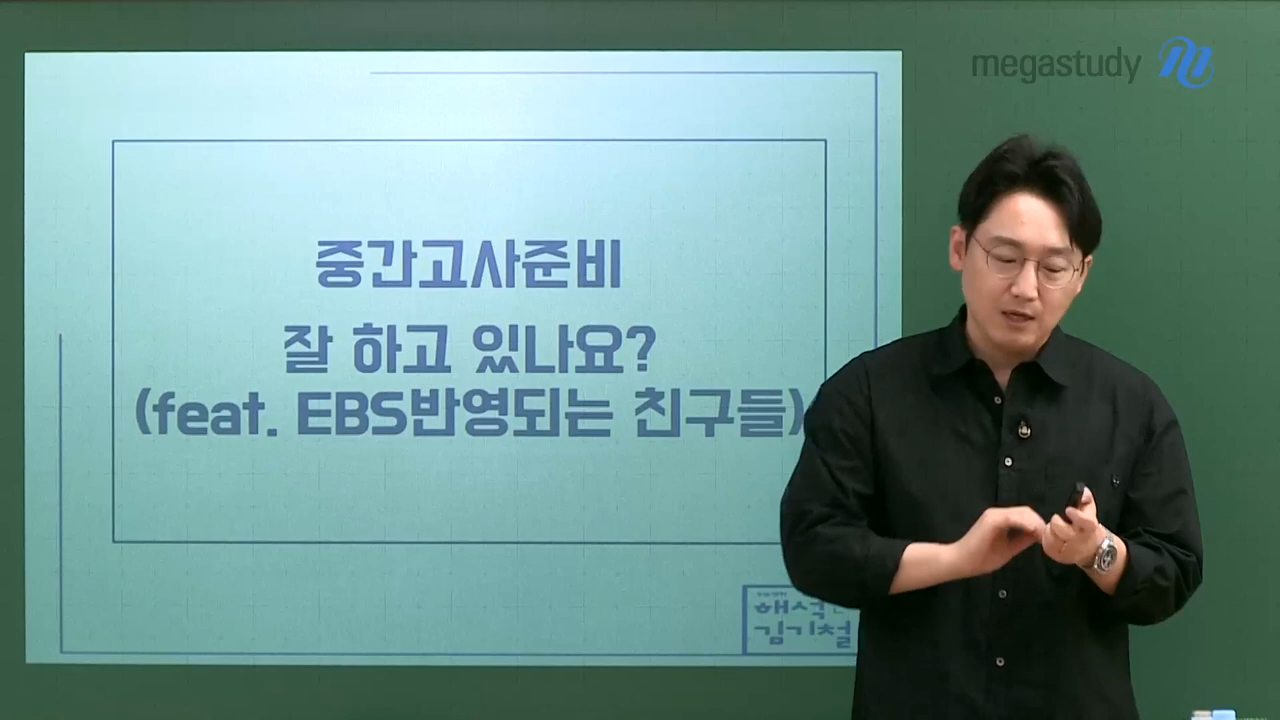 megastudy
중간고사준비
잘 하고 있나요?
(feat. EBS반영되는 친구들)
해석
김기철